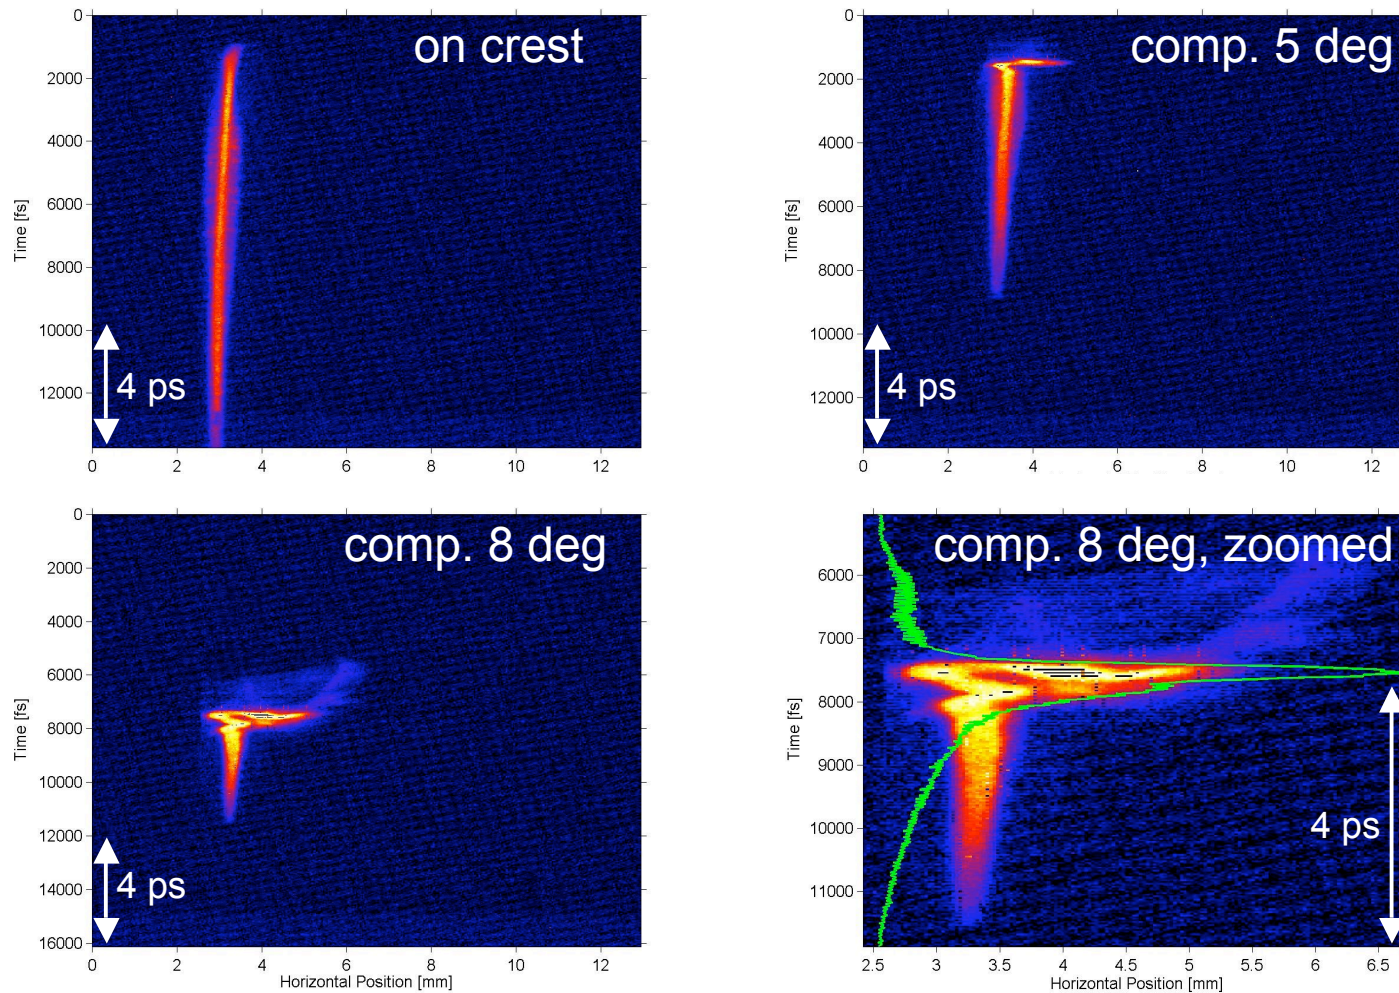 on crest
0
2000
4000
6000
8000
10000
12000
Time [fs]
4 ps
0 2 4 6 8 10 12
comp. 5 deg
0
2000
4000
6000
8000
10000
12000
Time [fs]
4 ps
0 2 4 6 8 10 12
comp. 8 deg
0
2000
4000
6000
8000
10000
12000
14000
16000
Time [fs]
4 ps
0 2 4 6 8 10 12
Horizontal Position [mm]
comp. 8 deg, zoomed
6000
7000
8000
9000
10000
11000
Time [fs]
4 ps
2.5 3 3.5 4 4.5 5 5.5 6 6.5
Horizontal Position [mm]